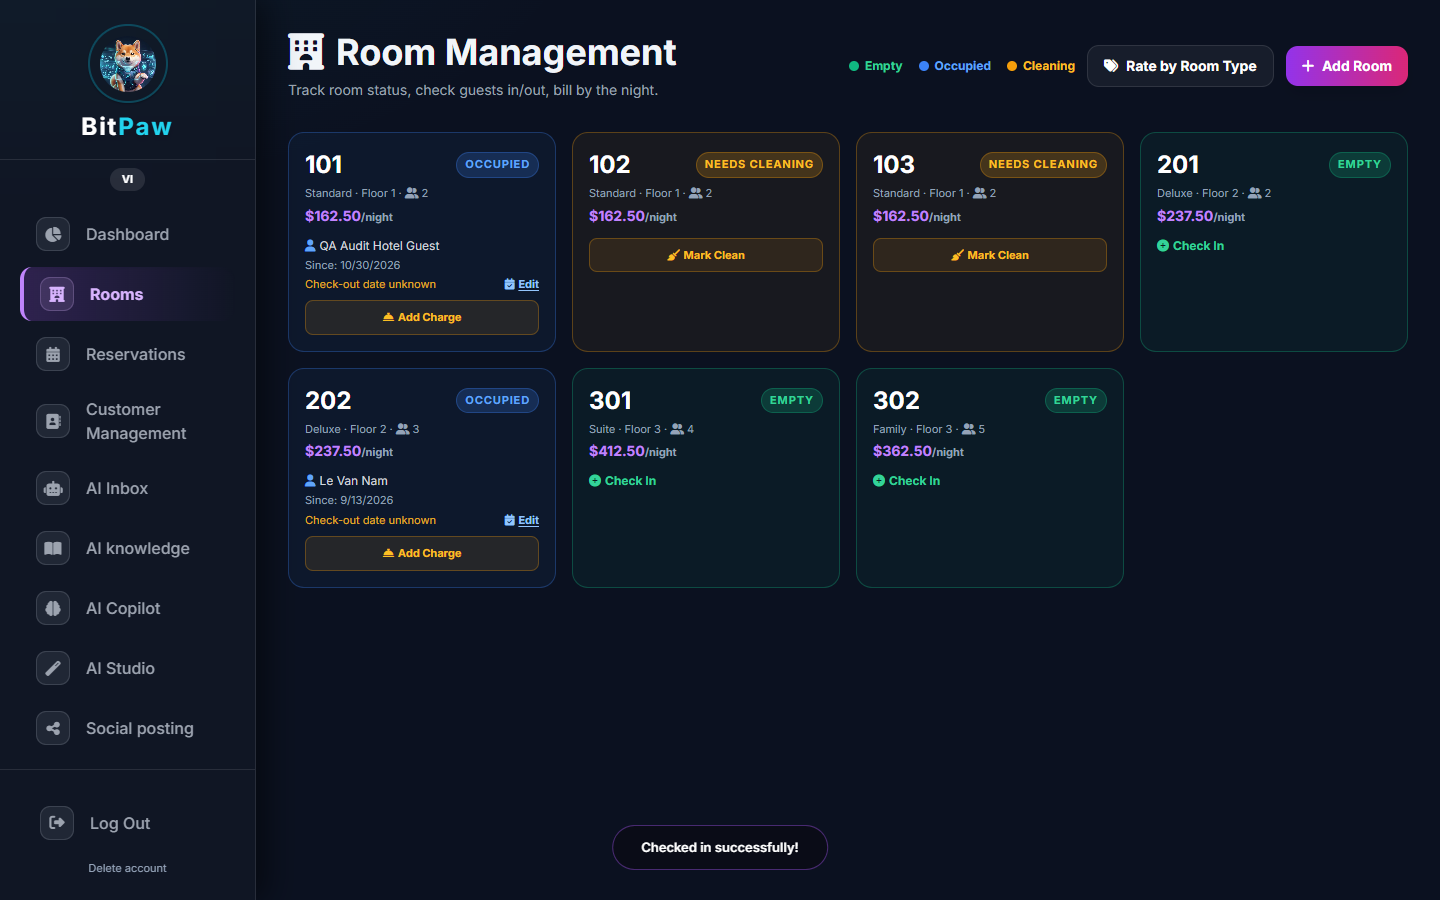 BitPaw
VI
Dashboard
Rooms
Reservations
Customer
Management
AI Inbox
AI knowledge
AI Copilot
AI Studio
Social posting
Log Out
Delete account
Room Management
Track room status, check guests in/out, bill by the night.
Empty
Occupied
Cleaning
Rate by Room Type
Add Room
101 OCCUPIED
Standard · Floor 1 · 2
$162.50/night
QA Audit Hotel Guest
Since: 10/30/2026
Check-out date unknown Edit
Add Charge
102 NEEDS CLEANING
Standard · Floor 1 · 2
$162.50/night
Mark Clean
103 NEEDS CLEANING
Standard · Floor 1 · 2
$162.50/night
Mark Clean
201 EMPTY
Deluxe · Floor 2 · 2
$237.50/night
Check In
202 OCCUPIED
Deluxe · Floor 2 · 3
$237.50/night
Le Van Nam
Since: 9/13/2026
Check-out date unknown Edit
Add Charge
301 EMPTY
Suite · Floor 3 · 4
$412.50/night
Check In
302 EMPTY
Family · Floor 3 · 5
$362.50/night
Check In
Checked in successfully!